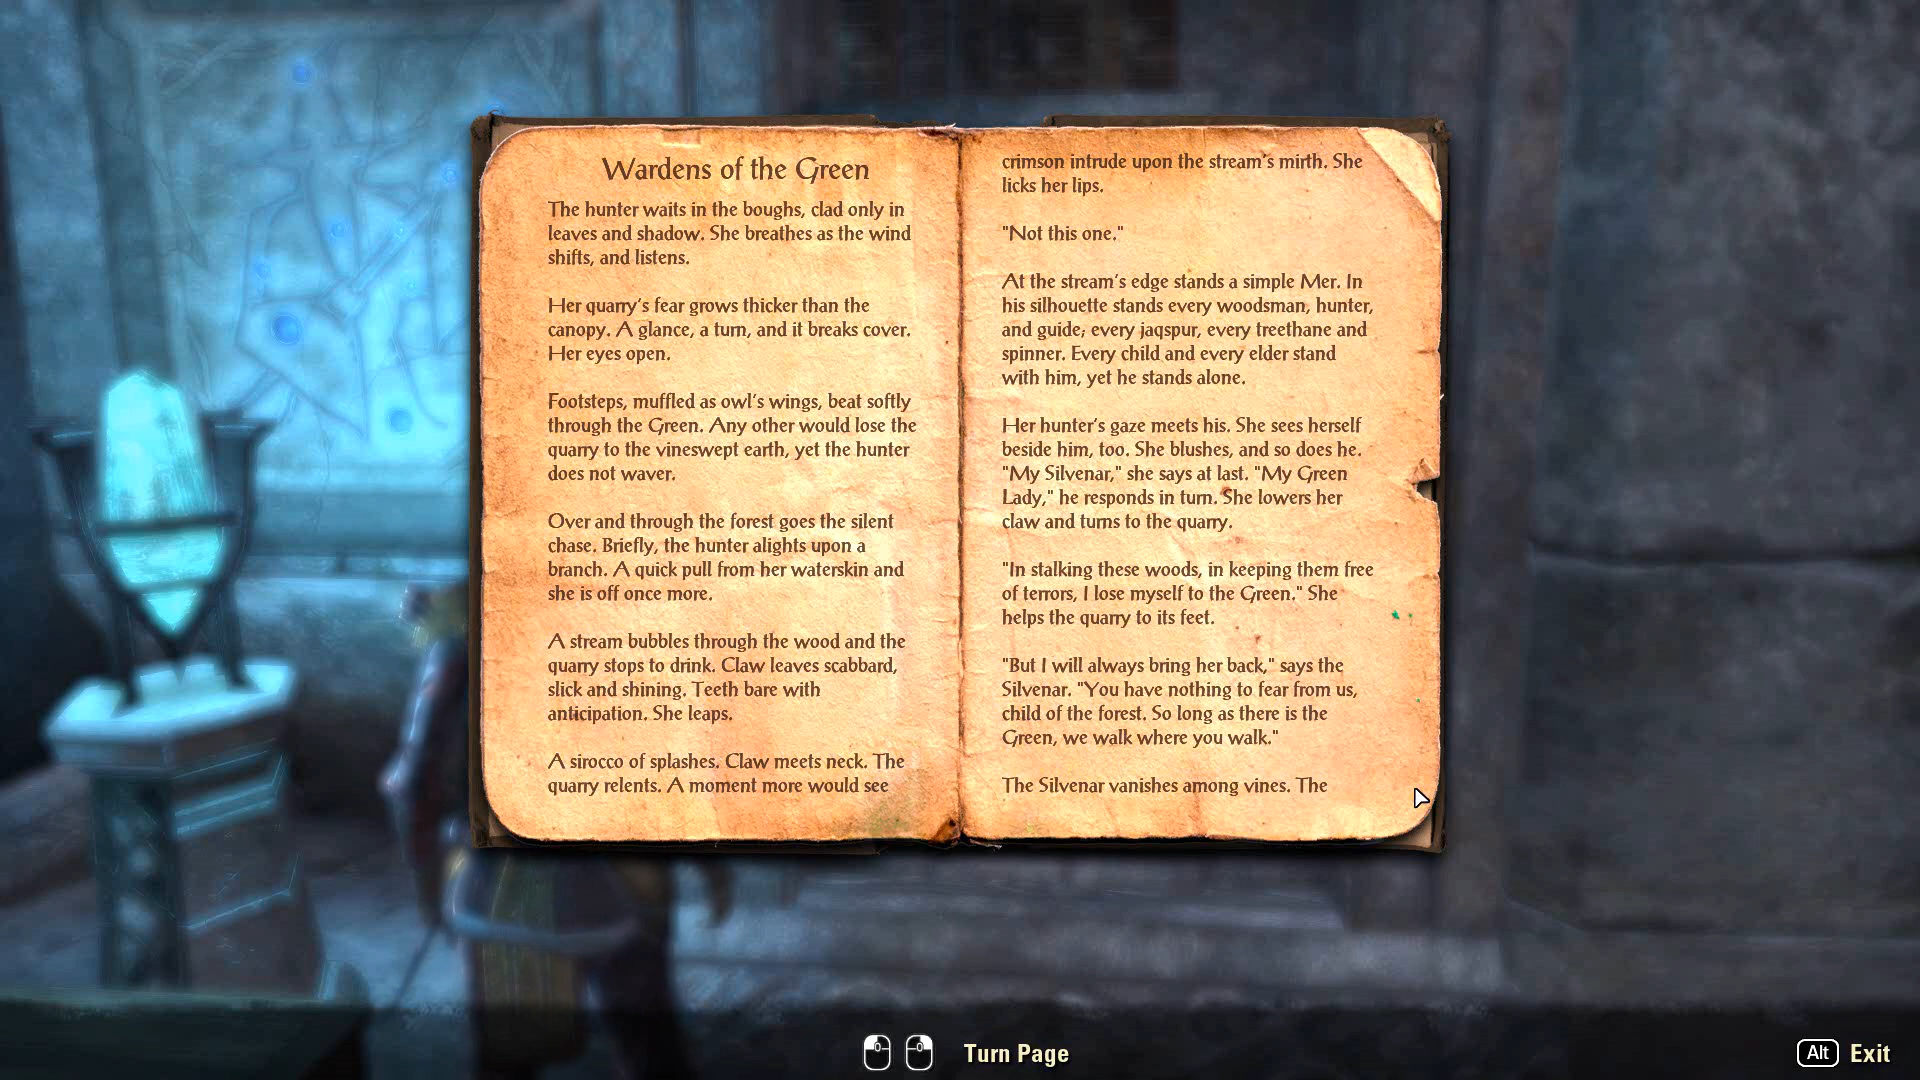 Wardens of the Green
The hunter waits in the boughs, clad only in
leaves and shadow. She breathes as the wind
shifts, and listens.
Her quarry's fear grows thicker than the
canopy. A glance, a turn, and it breaks cover.
Her eyes open.
Footsteps, muffled as owl's wings, beat softly
through the Green. Any other would lose the
quarry to the vineswept earth, yet the hunter
does not waver.
Over and through the forest goes the silent
chase. Briefly, the hunter alights upon a
branch. A quick pull from her waterskin and
she is off once more.
A stream bubbles through the wood and the
quarry stops to drink. Claw leaves scabbard,
slick and shining. Teeth bare with
anticipation. She leaps.
A sirocco of splashes. Claw meets neck. The
quarry relents. A moment more would see
crimson intrude upon the stream's mirth. She
licks her lips.
"Not this one."
At the stream's edge stands a simple Mer. In
his silhouette stands every woodsman, hunter,
and guide; every jaqspur, every treethane and
spinner. Every child and every elder stand
with him, yet he stands alone.
Her hunter's gaze meets his. She sees herself
beside him, too. She blushes, and so does he.
"My Silvenar," she says at last. "My Green
Lady," he responds in turn. She lowers her
claw and turns to the quarry.
"In stalking these woods, in keeping them free
of terrors, I lose myself to the Green." She
helps the quarry to its feet.
"But I will always bring her back," says the
Silvenar. "You have nothing to fear from us,
child of the forest. So long as there is the
Green, we walk where you walk."
The Silvenar vanishes among vines. The
Turn Page
Alt Exit